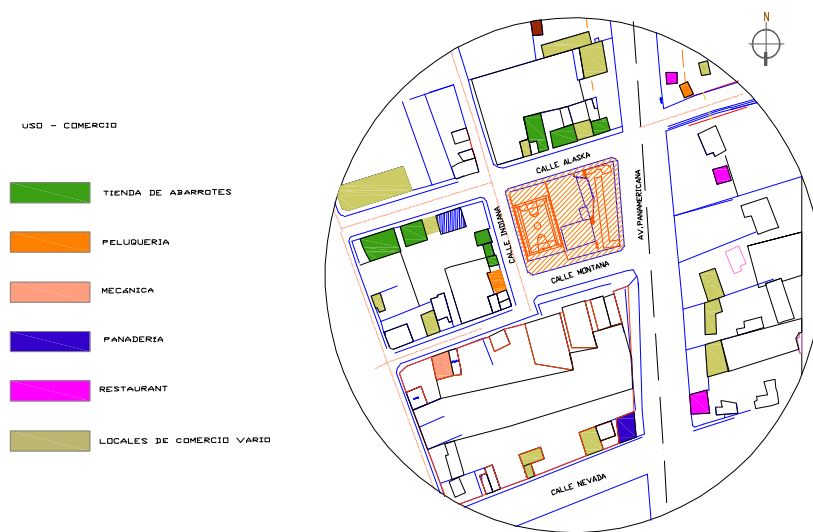 N
USO - COMERCIO
TIENDA DE ABARROTES
PELUQUERIA
MECáNICA
PANADERIA
RESTAURANT
LOCALES DE COMERCIO VARIO
CALLE ALASKA
AV.PANAMERICANA
CALLE INDIANA
CALLE MONTANA
CALLE NEVADA